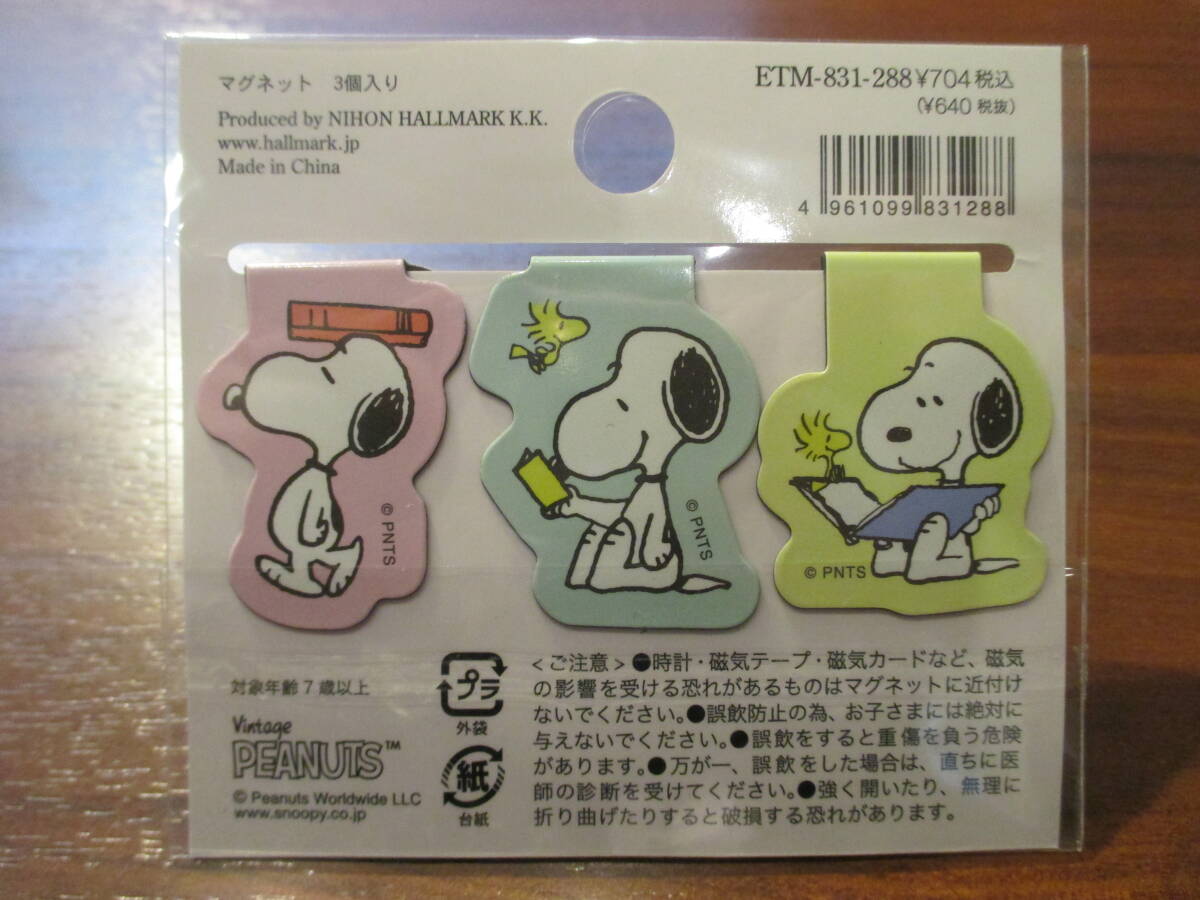 マグネット 3個入り
Produced by NIHON HALLMARK K.K.
www.hallmark.jp
Made in China
ETM-831-288 ¥704 税込
(¥640 税抜)
4 961099 831288
© PNTS
© PNTS
© PNTS
対象年齢7歳以上
Vintage
PEANUTS™
© Peanuts Worldwide LLC
www.snoopy.co.jp
プラ
外袋
紙
台紙
<ご注意>●時計・磁気テープ・磁気カードなど、磁気
の影響を受ける恐れがあるものはマグネットに近付け
ないでください。●誤飲防止の為、お子さまには絶対に
与えないでください。●誤飲をすると重傷を負う危険
があります。●万が一、誤飲をした場合は、直ちに医
師の診断を受けてください。●強く開いたり、無理に
折り曲げたりすると破損する恐れがあります。